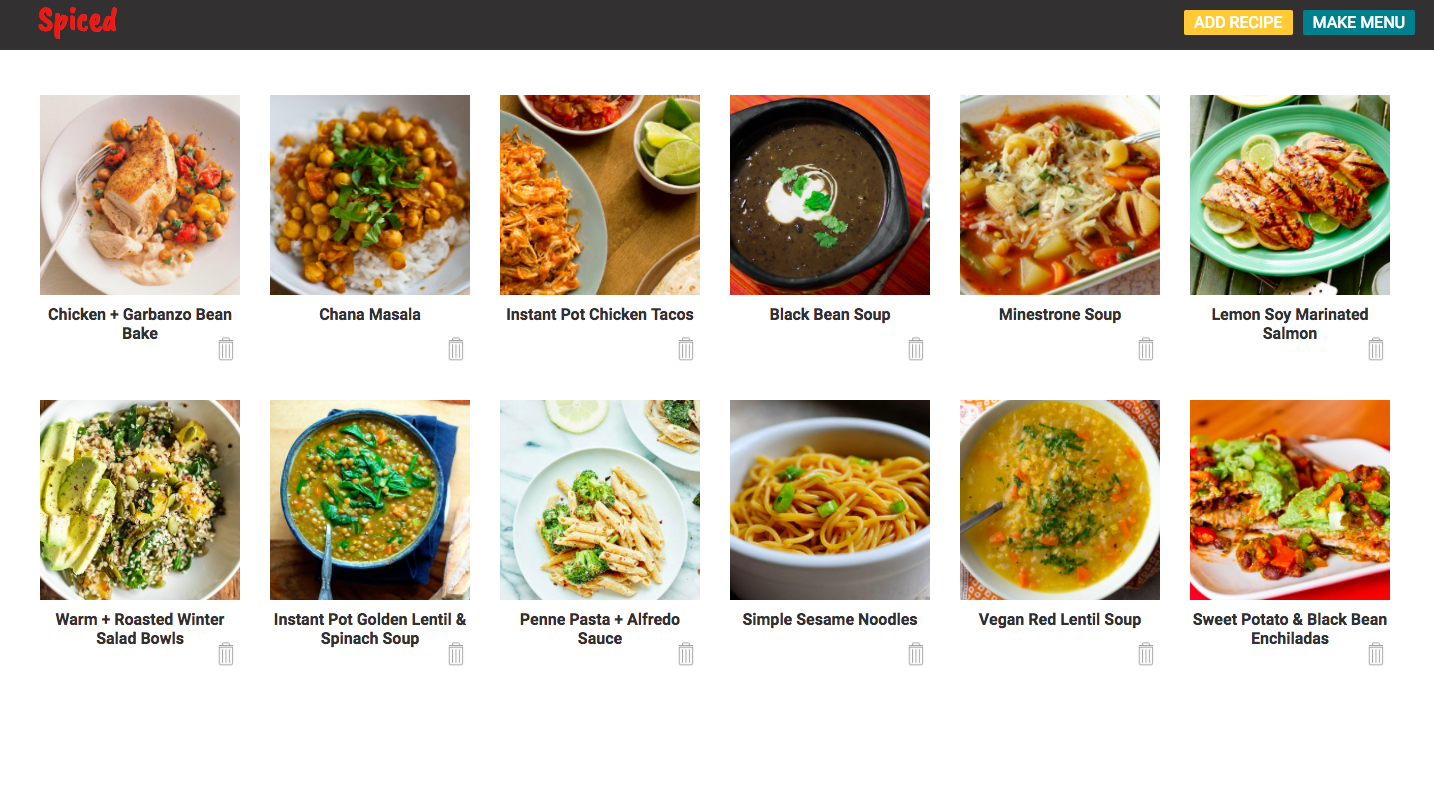 Spiced
ADD RECIPE
MAKE MENU
Chicken + Garbanzo Bean
Bake
Chana Masala
Instant Pot Chicken Tacos
Black Bean Soup
Minestrone Soup
Lemon Soy Marinated
Salmon
Warm + Roasted Winter
Salad Bowls
Instant Pot Golden Lentil &
Spinach Soup
Penne Pasta + Alfredo
Sauce
Simple Sesame Noodles
Vegan Red Lentil Soup
Sweet Potato & Black Bean
Enchiladas